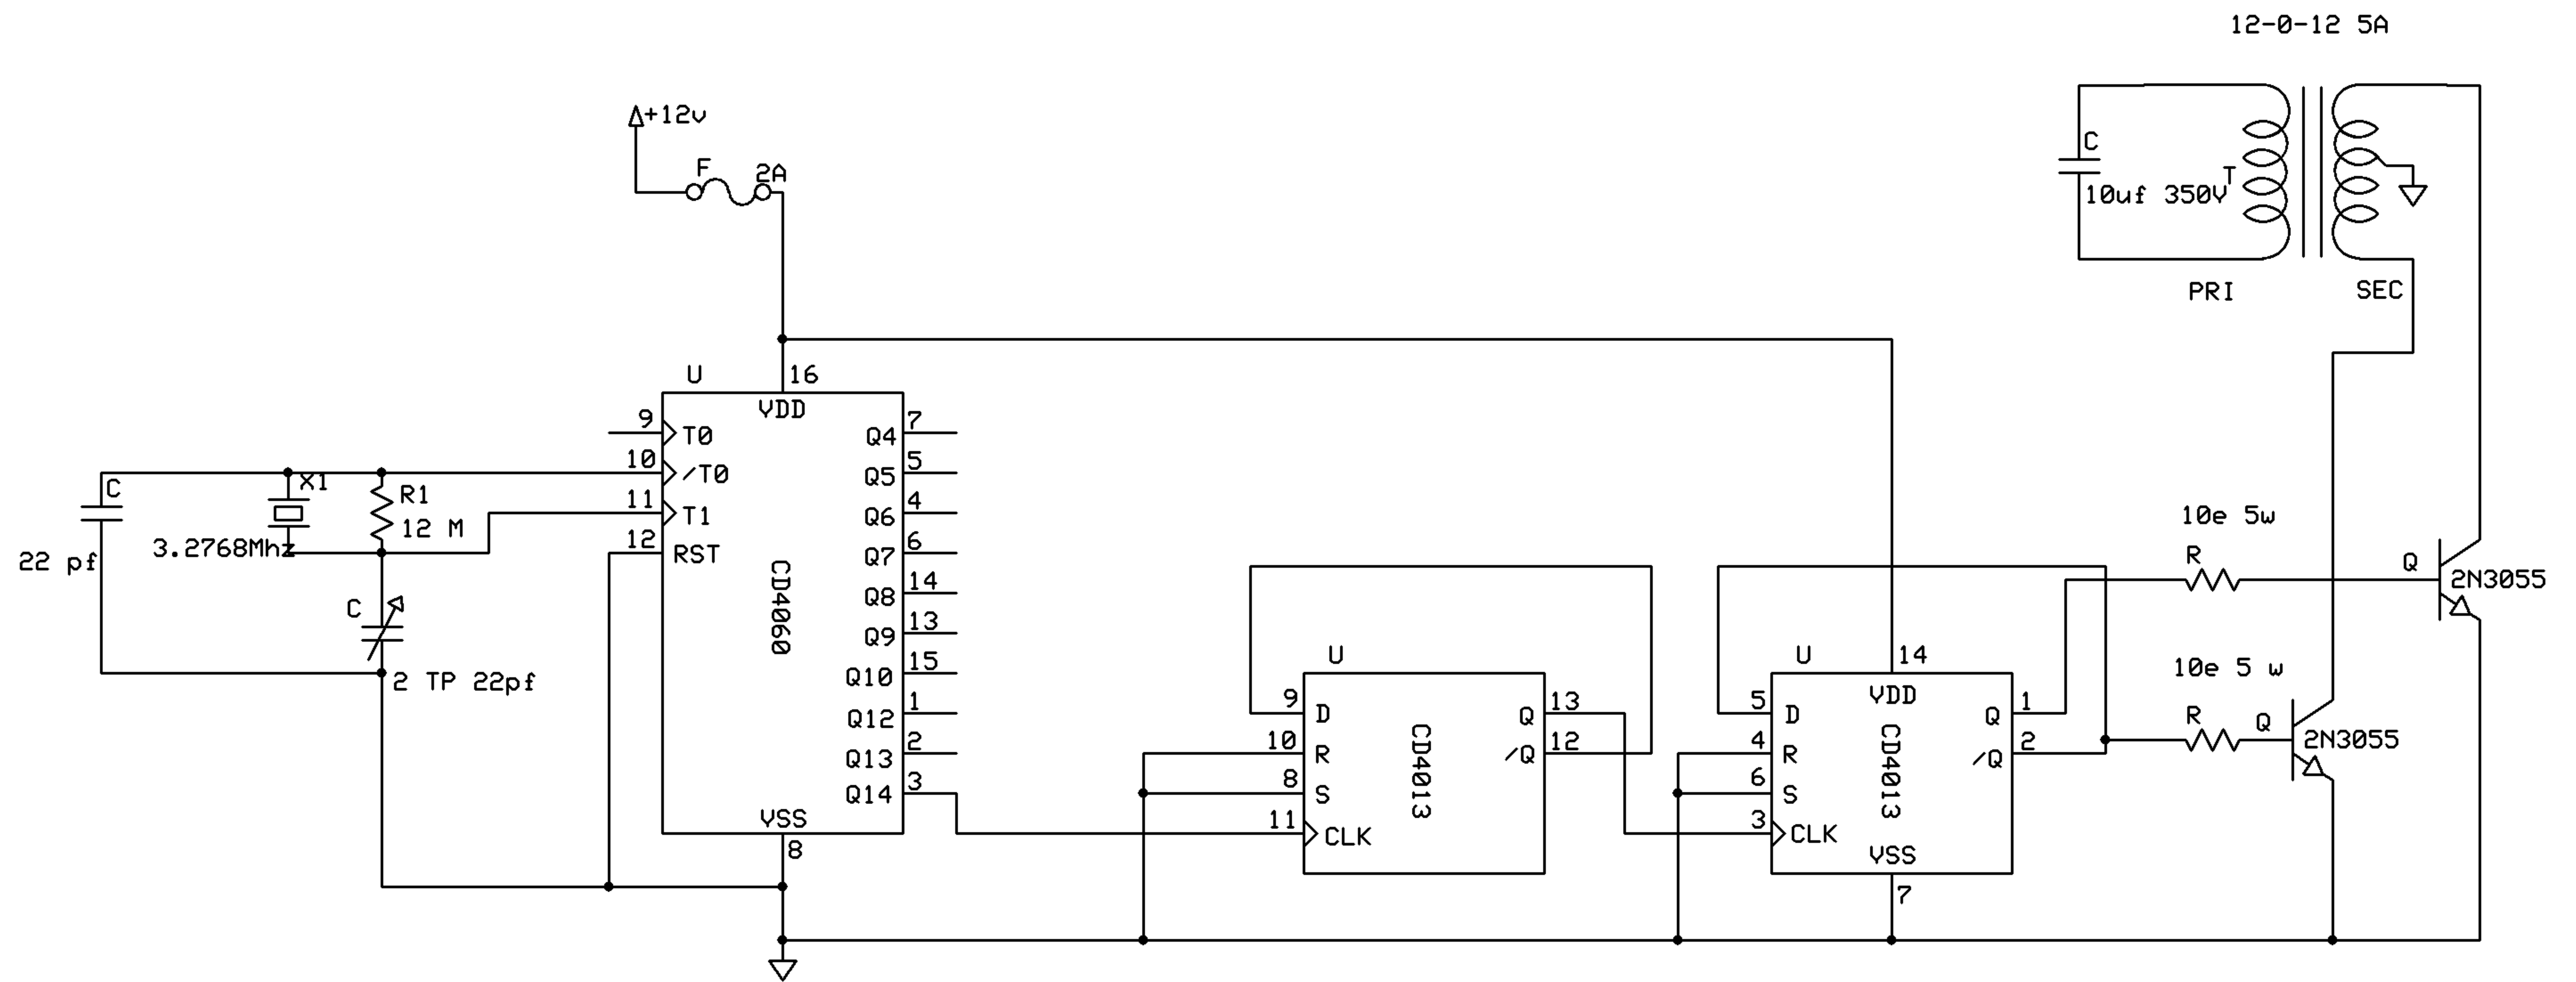 12-0-12 5A
+12v
F
2A
C
T
10uf 350V
PRI
SEC
U
16
VDD
9
T0
10
/T0
11
T1
12
RST
CD4060
Q4
7
Q5
5
Q6
4
Q7
6
Q8
14
Q9
13
Q10
15
Q12
1
Q13
2
Q14
3
VSS
8
C
22 pf
X1
3.2768Mhz
R1
12 M
C
2 TP 22pf
U
9
D
10
R
8
S
11
CLK
CD4013
Q
13
/Q
12
U
14
VDD
5
D
4
R
6
S
3
CLK
CD4013
Q
1
/Q
2
VSS
7
10e 5w
R
Q
2N3055
10e 5 w
R
Q
2N3055